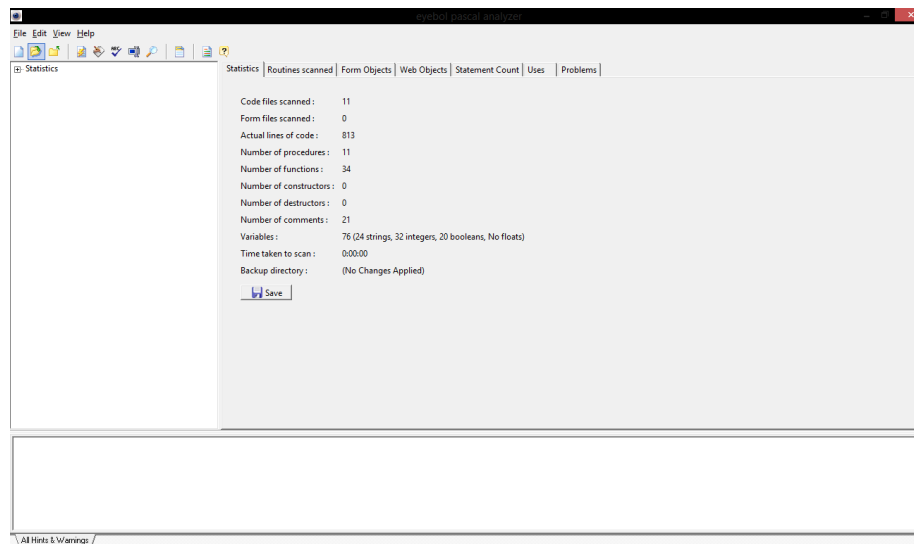 eyebol pascal analyzer
File Edit View Help
Statistics
Statistics Routines scanned Form Objects Web Objects Statement Count Uses Problems
Code files scanned : 11
Form files scanned : 0
Actual lines of code : 813
Number of procedures : 11
Number of functions : 34
Number of constructors : 0
Number of destructors : 0
Number of comments : 21
Variables : 76 (24 strings, 32 integers, 20 booleans, No floats)
Time taken to scan : 0:00:00
Backup directory : (No Changes Applied)
Save
All Hints & Warnings